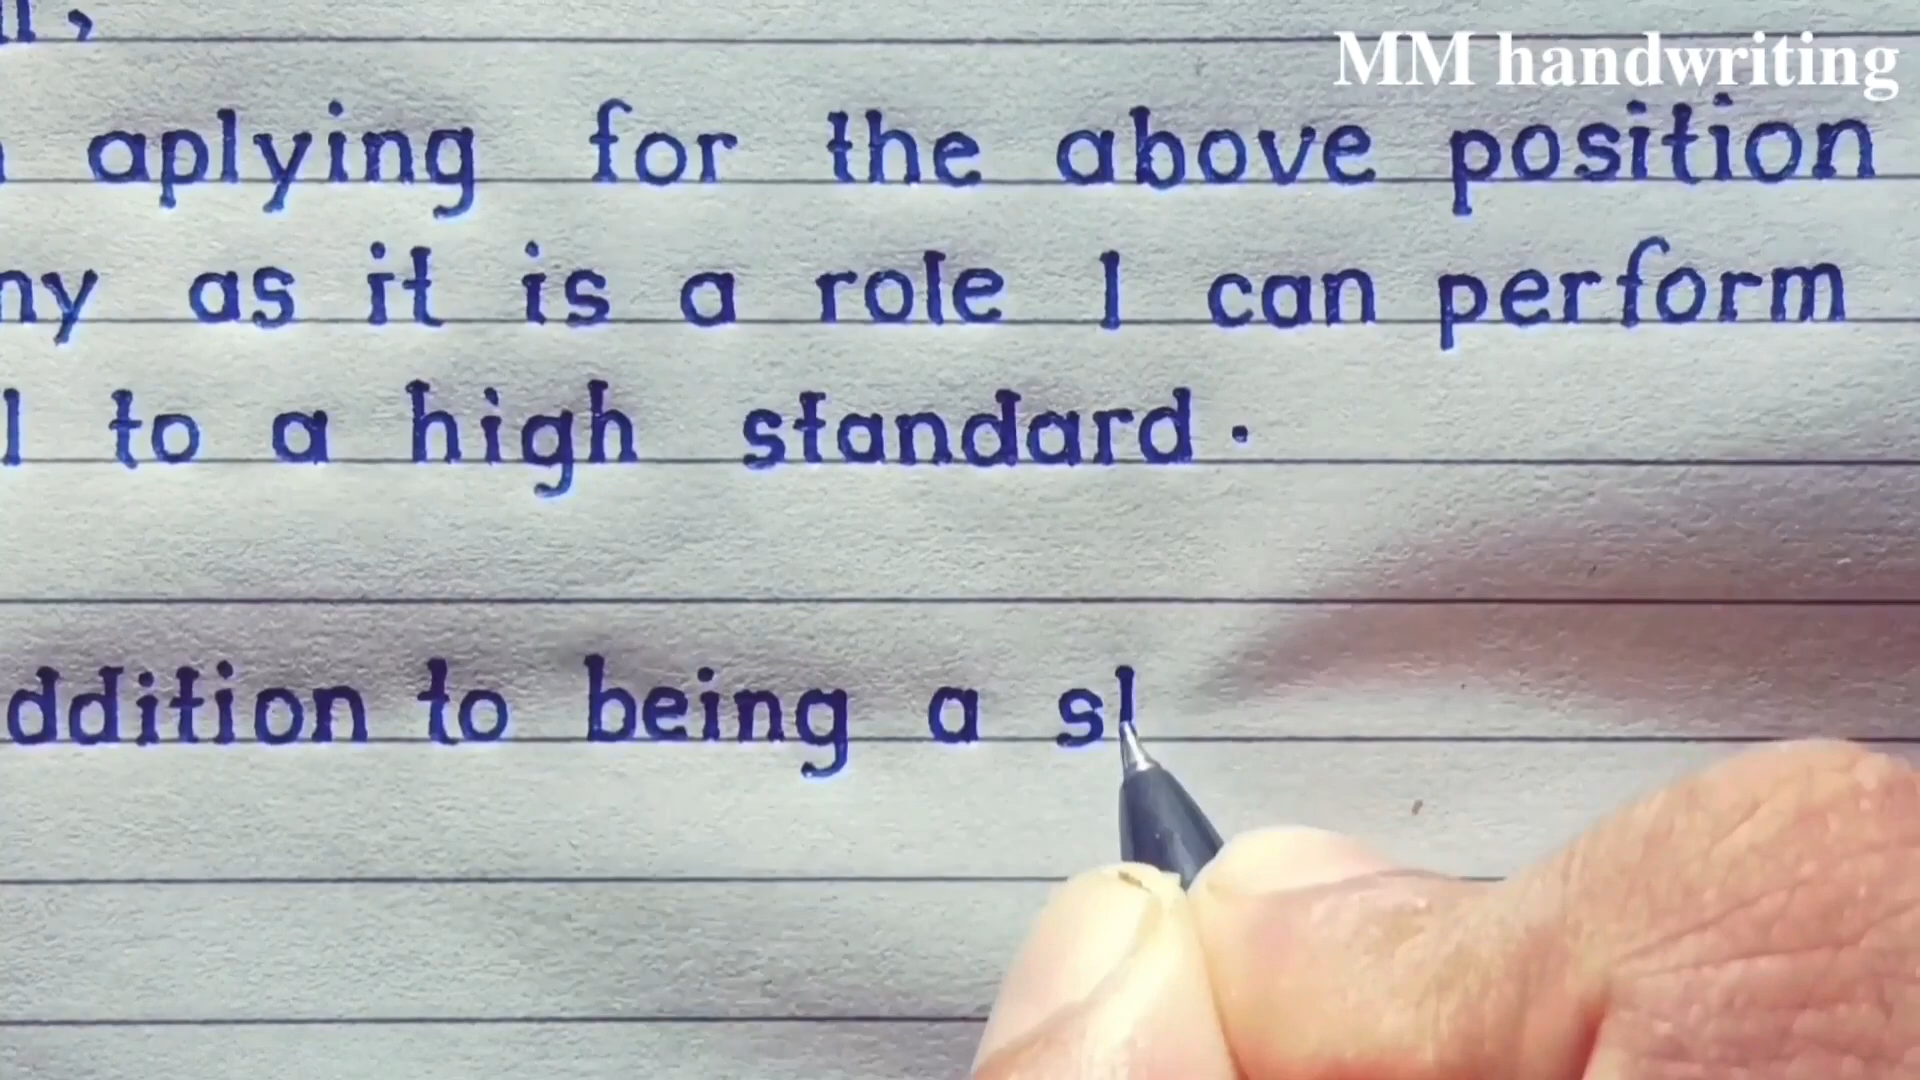 MM handwriting
aplying for the above position
ny as it is a role I can perform
l to a high standard.
ddition to being a sl